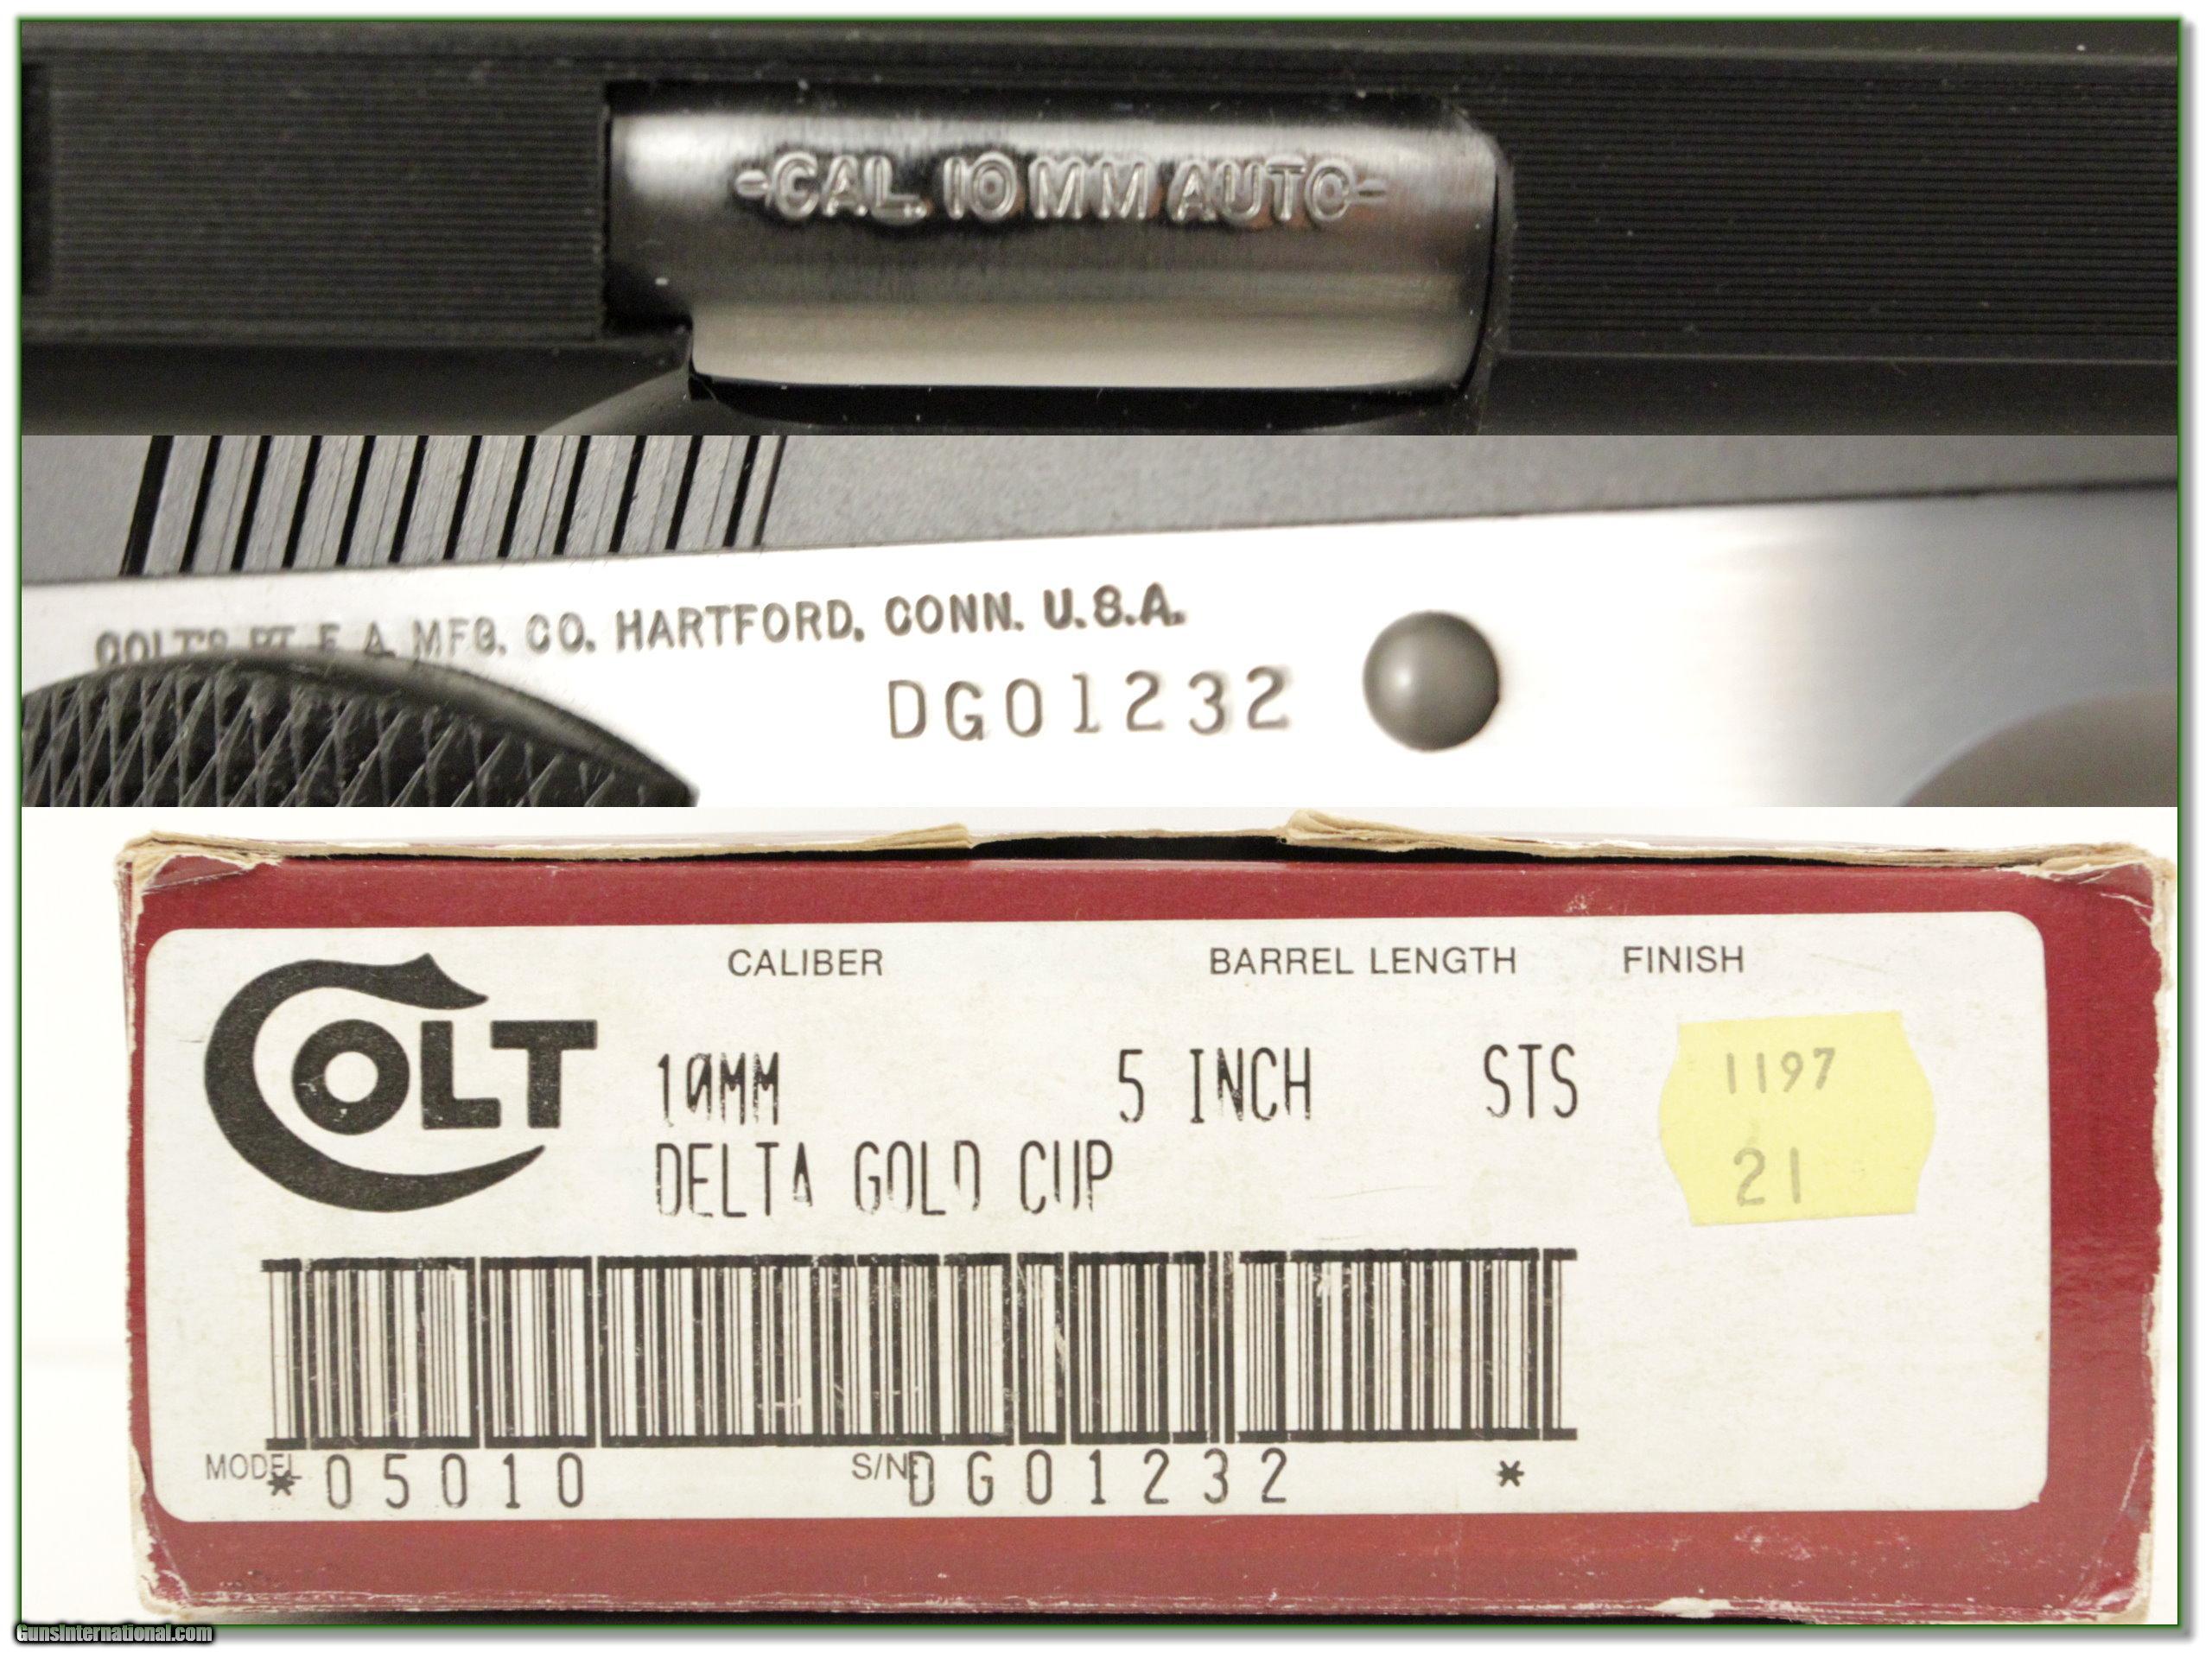 -CAL. 10 MM AUTO-
COLT'S PT. F. A. MFG. CO. HARTFORD, CONN. U.S.A.
DG01232
CALIBER BARREL LENGTH FINISH
COLT
10MM 5 INCH STS
1197
DELTA GOLD CUP
21
MODEL *05010 S/N DG01232 *
GunsInternational.com